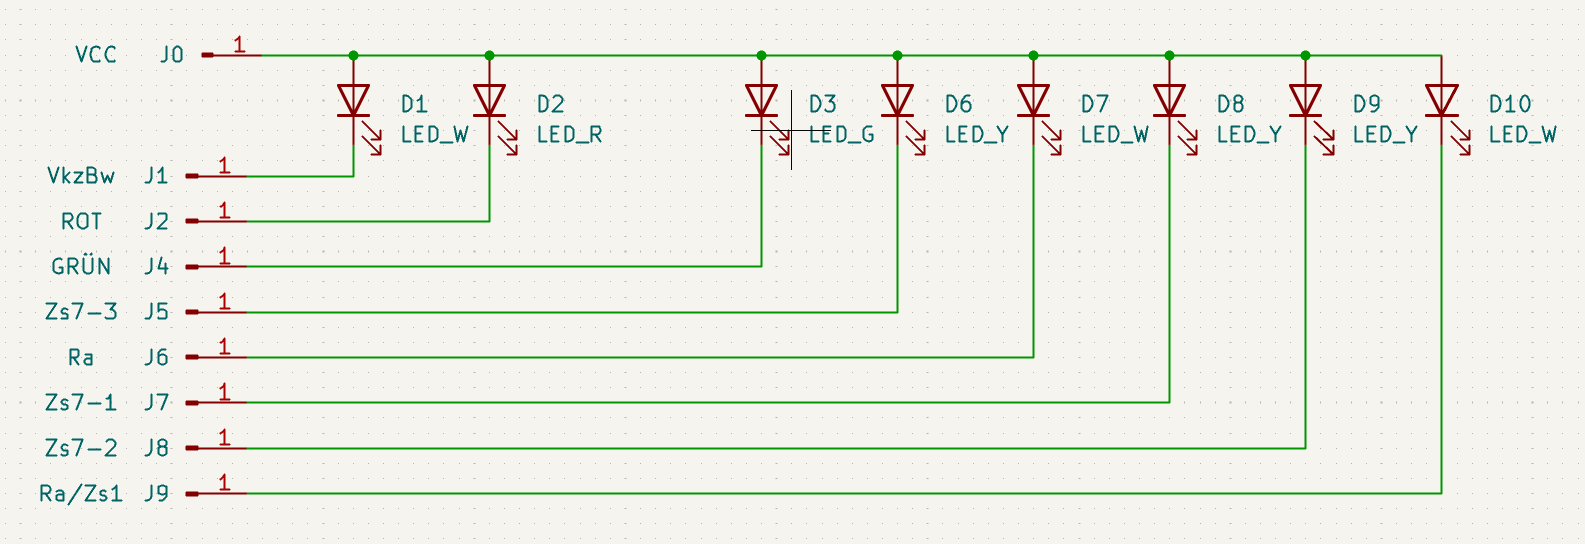 VCC J0 1
D1 D2 D3 D6 D7 D8 D9 D10
LED_W LED_R LED_G LED_Y LED_W LED_Y LED_Y LED_W
VkzBw J1 1
ROT J2 1
GRÜN J4 1
Zs7-3 J5 1
Ra J6 1
Zs7-1 J7 1
Zs7-2 J8 1
Ra/Zs1 J9 1